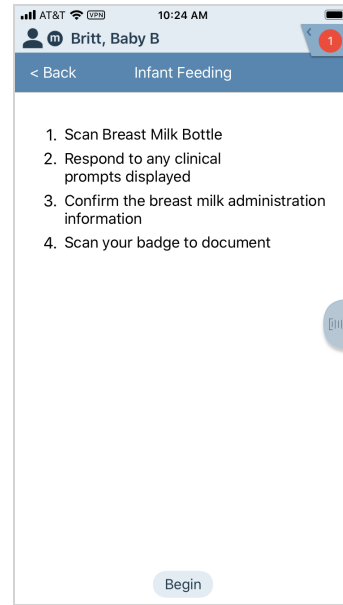 AT&T VPN 10:24 AM
m Britt, Baby B
1
< Back Infant Feeding
1. Scan Breast Milk Bottle
2. Respond to any clinical
prompts displayed
3. Confirm the breast milk administration
information
4. Scan your badge to document
Begin